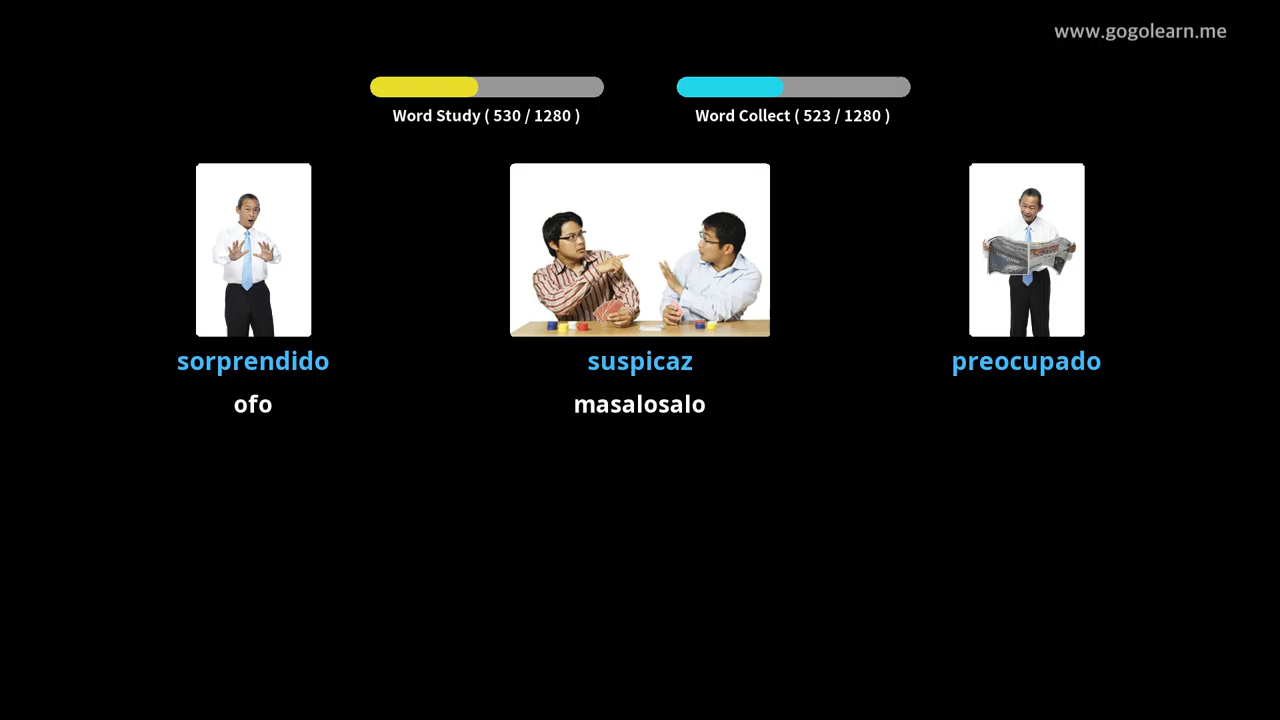 www.gogolearn.me
Word Study ( 530 / 1280 )
Word Collect ( 523 / 1280 )
sorprendido
suspicaz
preocupado
ofo
masalosalo